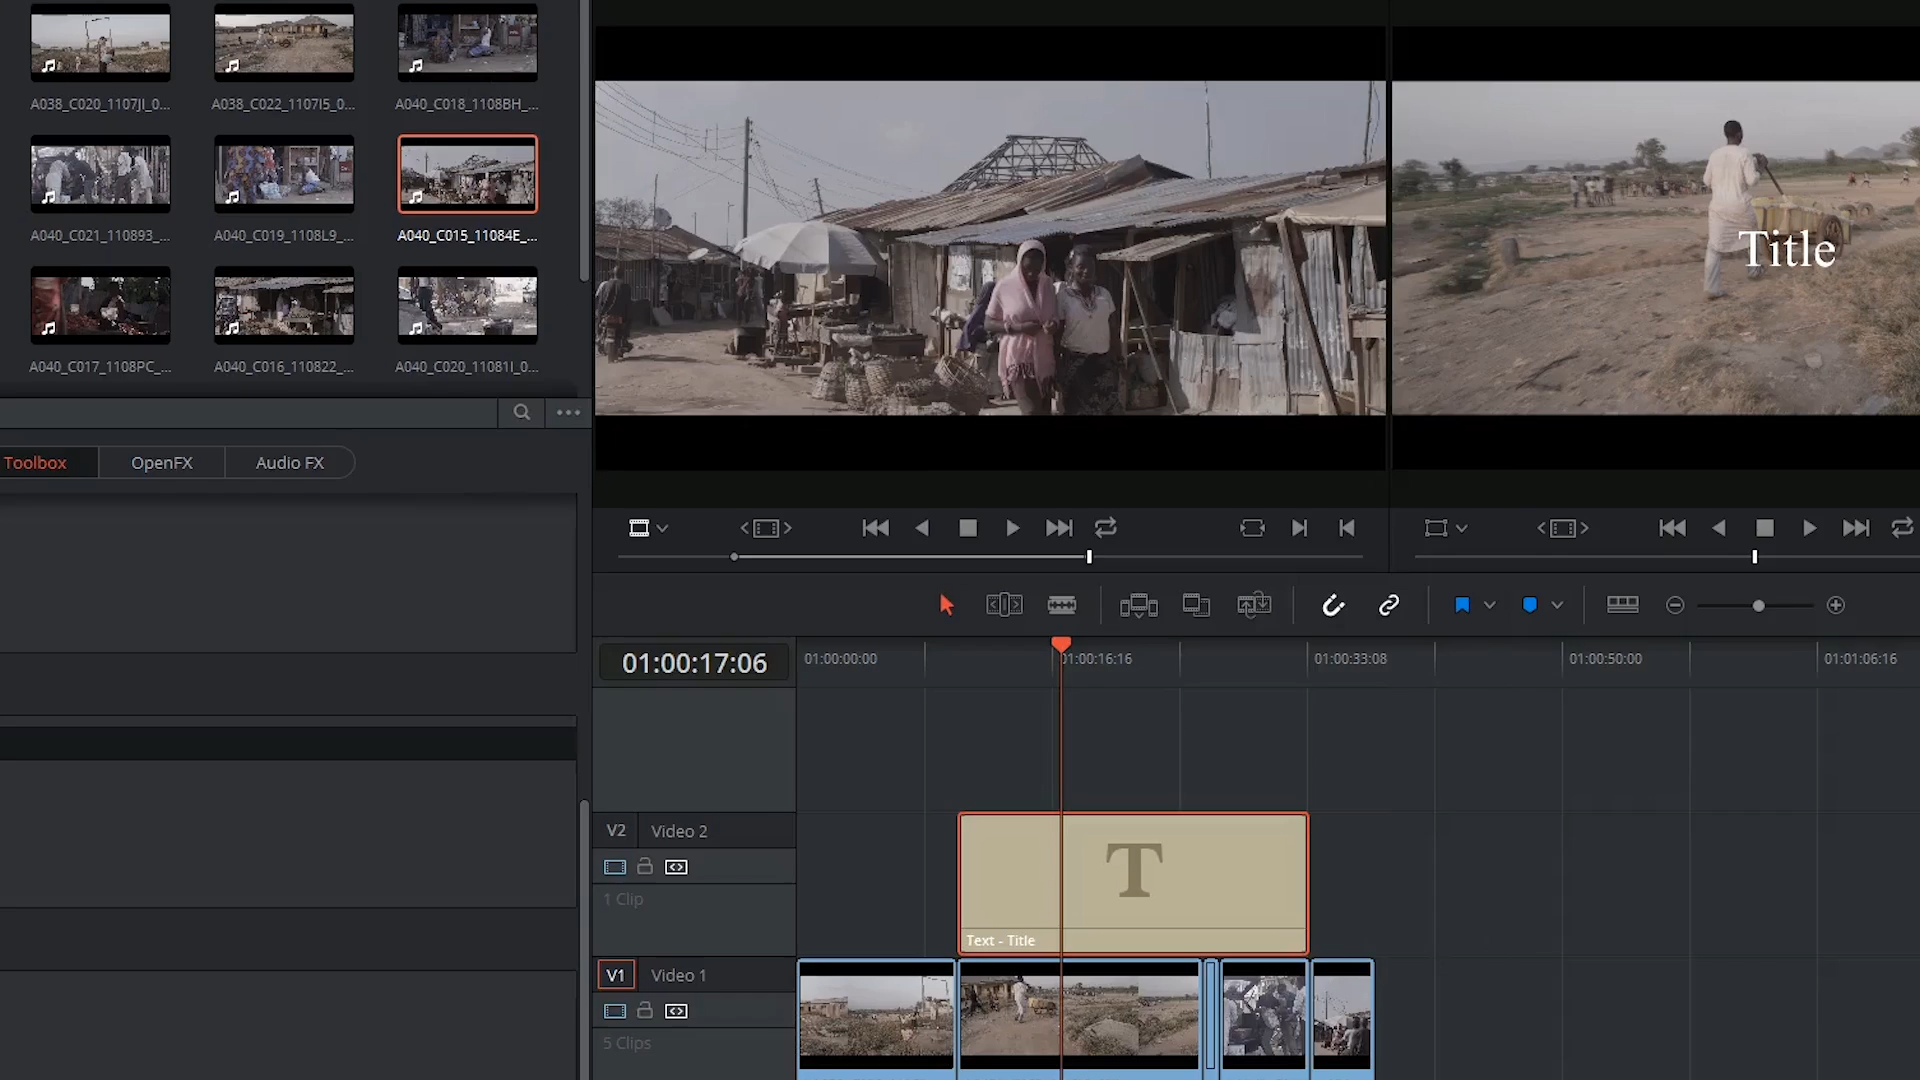 A038_C020_1107JI_0...
A038_C022_1107I5_0...
A040_C018_1108BH_...
A040_C021_110893_...
A040_C019_1108L9_...
A040_C015_11084E_...
A040_C017_1108PC_...
A040_C016_110822_...
A040_C020_11081I_0...
Title
Toolbox
OpenFX
Audio FX
01:00:17:06
01:00:00:00
01:00:16:16
01:00:33:08
01:00:50:00
01:01:06:16
V2
Video 2
1 Clip
T
Text - Title
V1
Video 1
5 Clips